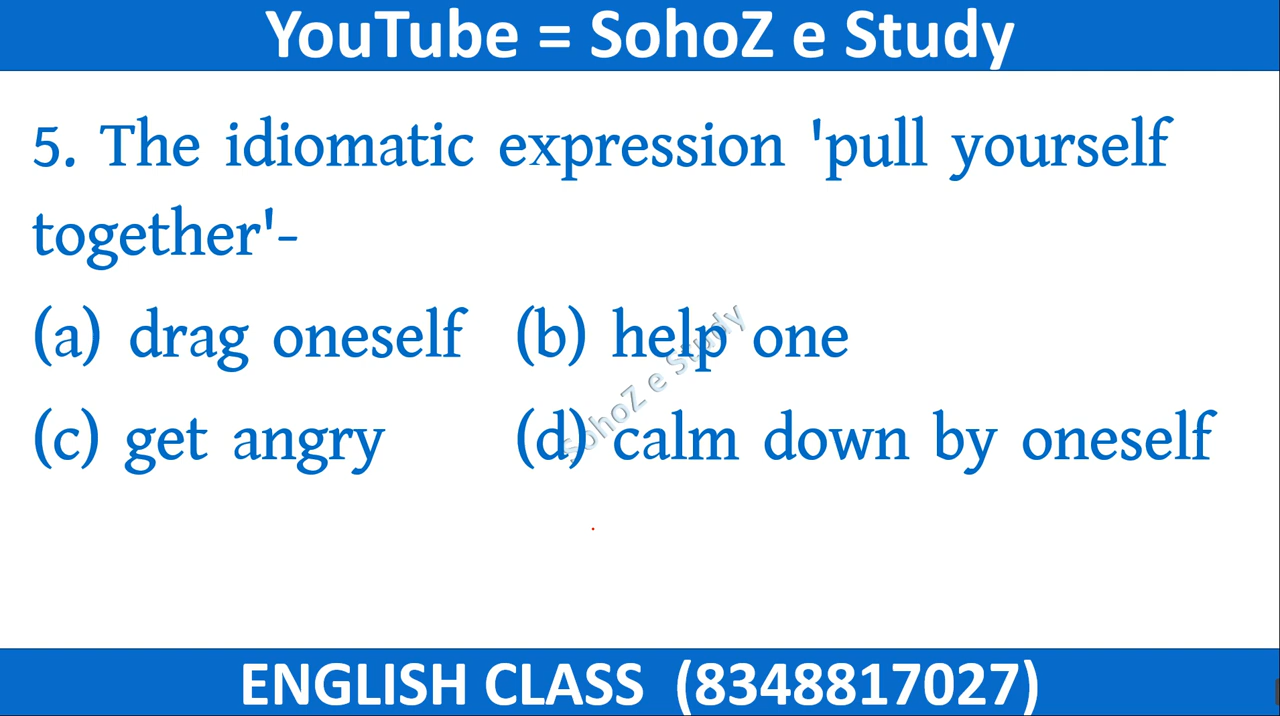 YouTube = SohoZ e Study
5. The idiomatic expression 'pull yourself
together'-
(a) drag oneself (b) help one
(c) get angry (d) calm down by oneself
SohoZ e Study
ENGLISH CLASS (8348817027)